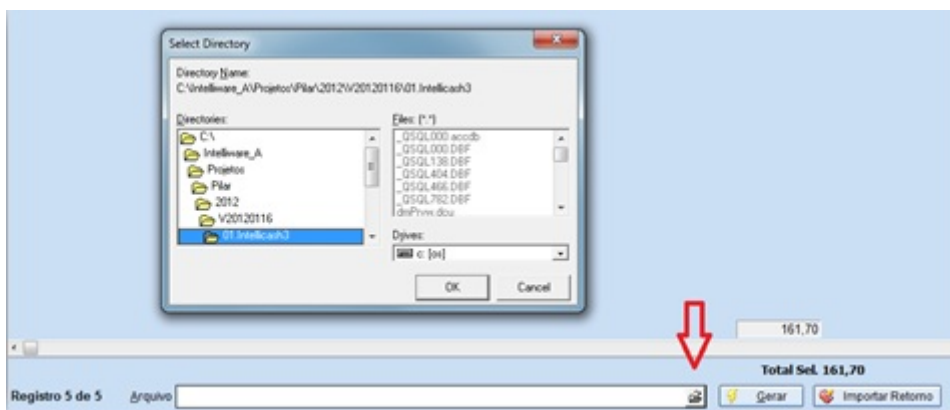 Select Directory
Directory Name:
C:\Intelliware_A\Projetos\Pilar\2012\V20120116\01.Intellicash3
Directories:
Files: (*.*)
C:\
Intelliware_A
Projetos
Pilar
2012
V20120116
01.Intellicash3
_QSQL000.accdb
_QSQL000.DBF
_QSQL138.DBF
_QSQL404.DBF
_QSQL466.DBF
_QSQL782.DBF
Drives:
c: [os]
OK
Cancel
161,70
Total Sel. 161,70
Registro 5 de 5
Arquivo
Gerar
Importar Retorno